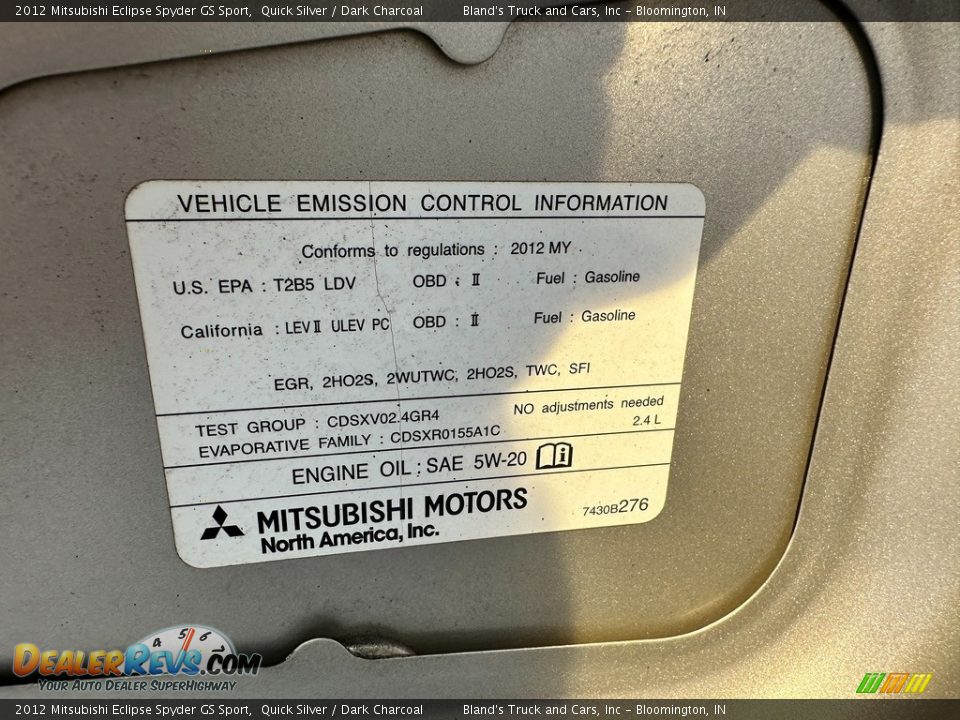 2012 Mitsubishi Eclipse Spyder GS Sport, Quick Silver / Dark Charcoal Bland's Truck and Cars, Inc - Bloomington, IN
VEHICLE EMISSION CONTROL INFORMATION
Conforms to regulations : 2012 MY
U.S. EPA : T2B5 LDV OBD : II Fuel : Gasoline
California : LEV II ULEV PC OBD : II Fuel : Gasoline
EGR, 2HO2S, 2WUTWC, 2HO2S, TWC, SFI
TEST GROUP : CDSXV02.4GR4 NO adjustments needed
EVAPORATIVE FAMILY : CDSXR0155A1C 2.4 L
ENGINE OIL : SAE 5W-20
MITSUBISHI MOTORS
North America, Inc. 7430B276
4 5 6
DEALERREVS.COM
YOUR AUTO DEALER SUPERHIGHWAY
2012 Mitsubishi Eclipse Spyder GS Sport, Quick Silver / Dark Charcoal Bland's Truck and Cars, Inc - Bloomington, IN